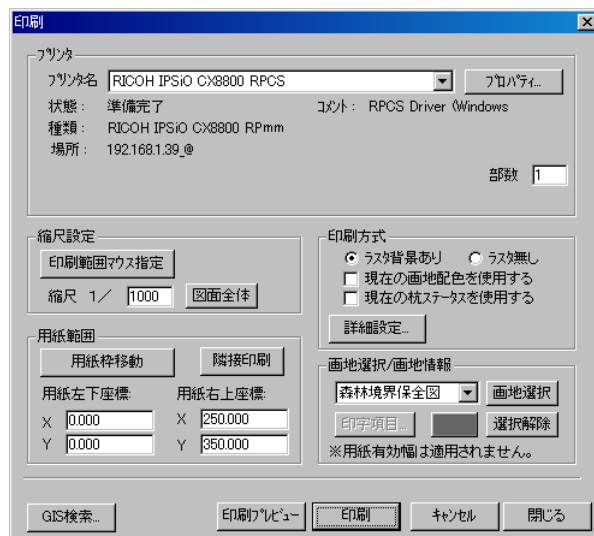 印刷
プリンタ
プリンタ名 RICOH IPSiO CX8800 RPCS プロパティ...
状態： 準備完了 コメント： RPCS Driver (Windows
種類： RICOH IPSiO CX8800 RPmm
場所： 192.168.1.39_@
部数 1
縮尺設定
印刷範囲マウス指定
縮尺 1／ 1000 図面全体
印刷方式
ラスタ背景あり ラスタ無し
現在の画地配色を使用する
現在の杭ステータスを使用する
詳細設定...
用紙範囲
用紙枠移動 隣接印刷
用紙左下座標: 用紙右上座標:
X 0.000 X 250.000
Y 0.000 Y 350.000
画地選択/画地情報
森林境界保全図 画地選択
印字項目... 選択解除
※用紙有効幅は適用されません。
GIS検索... 印刷プレビュー 印刷 キャンセル 閉じる